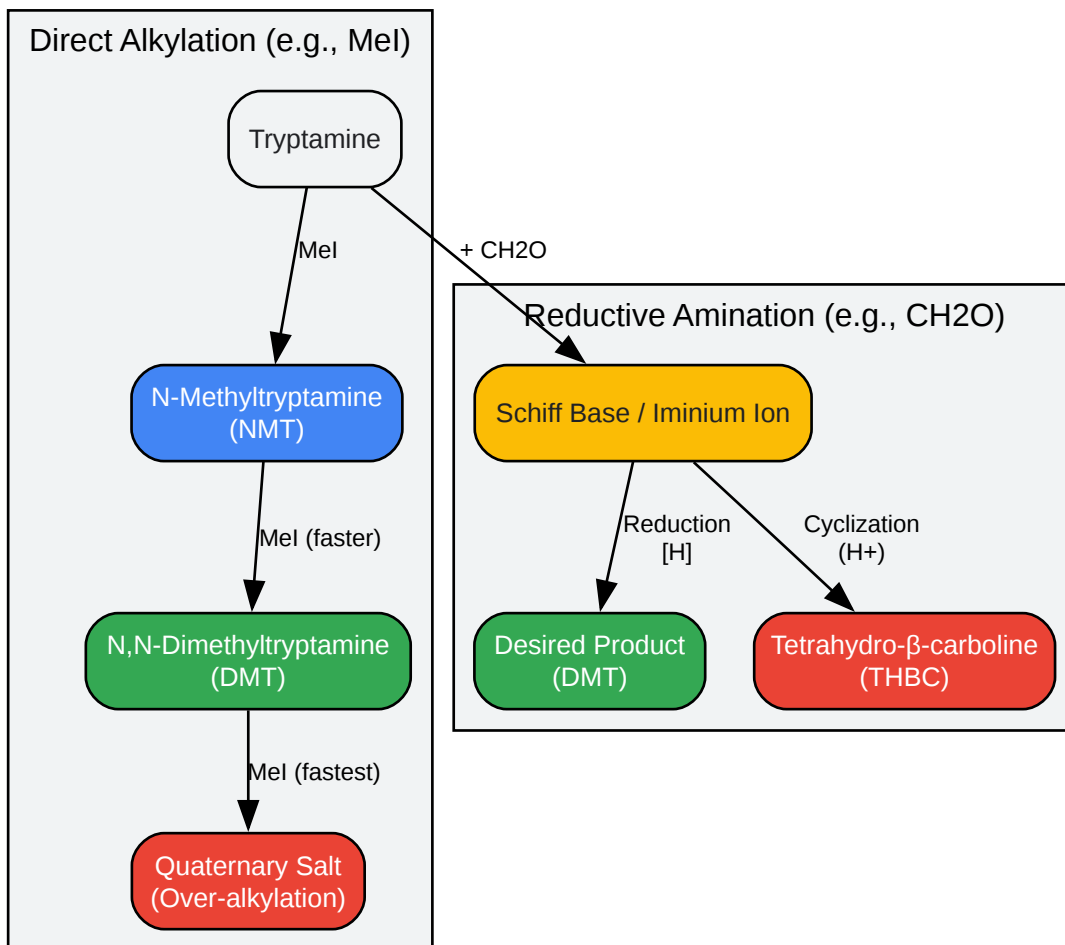 Direct Alkylation (e.g., MeI)
Tryptamine
MeI
+ CH2O
Reductive Amination (e.g., CH2O)
N-Methyltryptamine
(NMT)
Schiff Base / Iminium Ion
MeI (faster)
Reduction
[H]
Cyclization
(H+)
N,N-Dimethyltryptamine
(DMT)
Desired Product
(DMT)
Tetrahydro-β-carboline
(THBC)
MeI (fastest)
Quaternary Salt
(Over-alkylation)